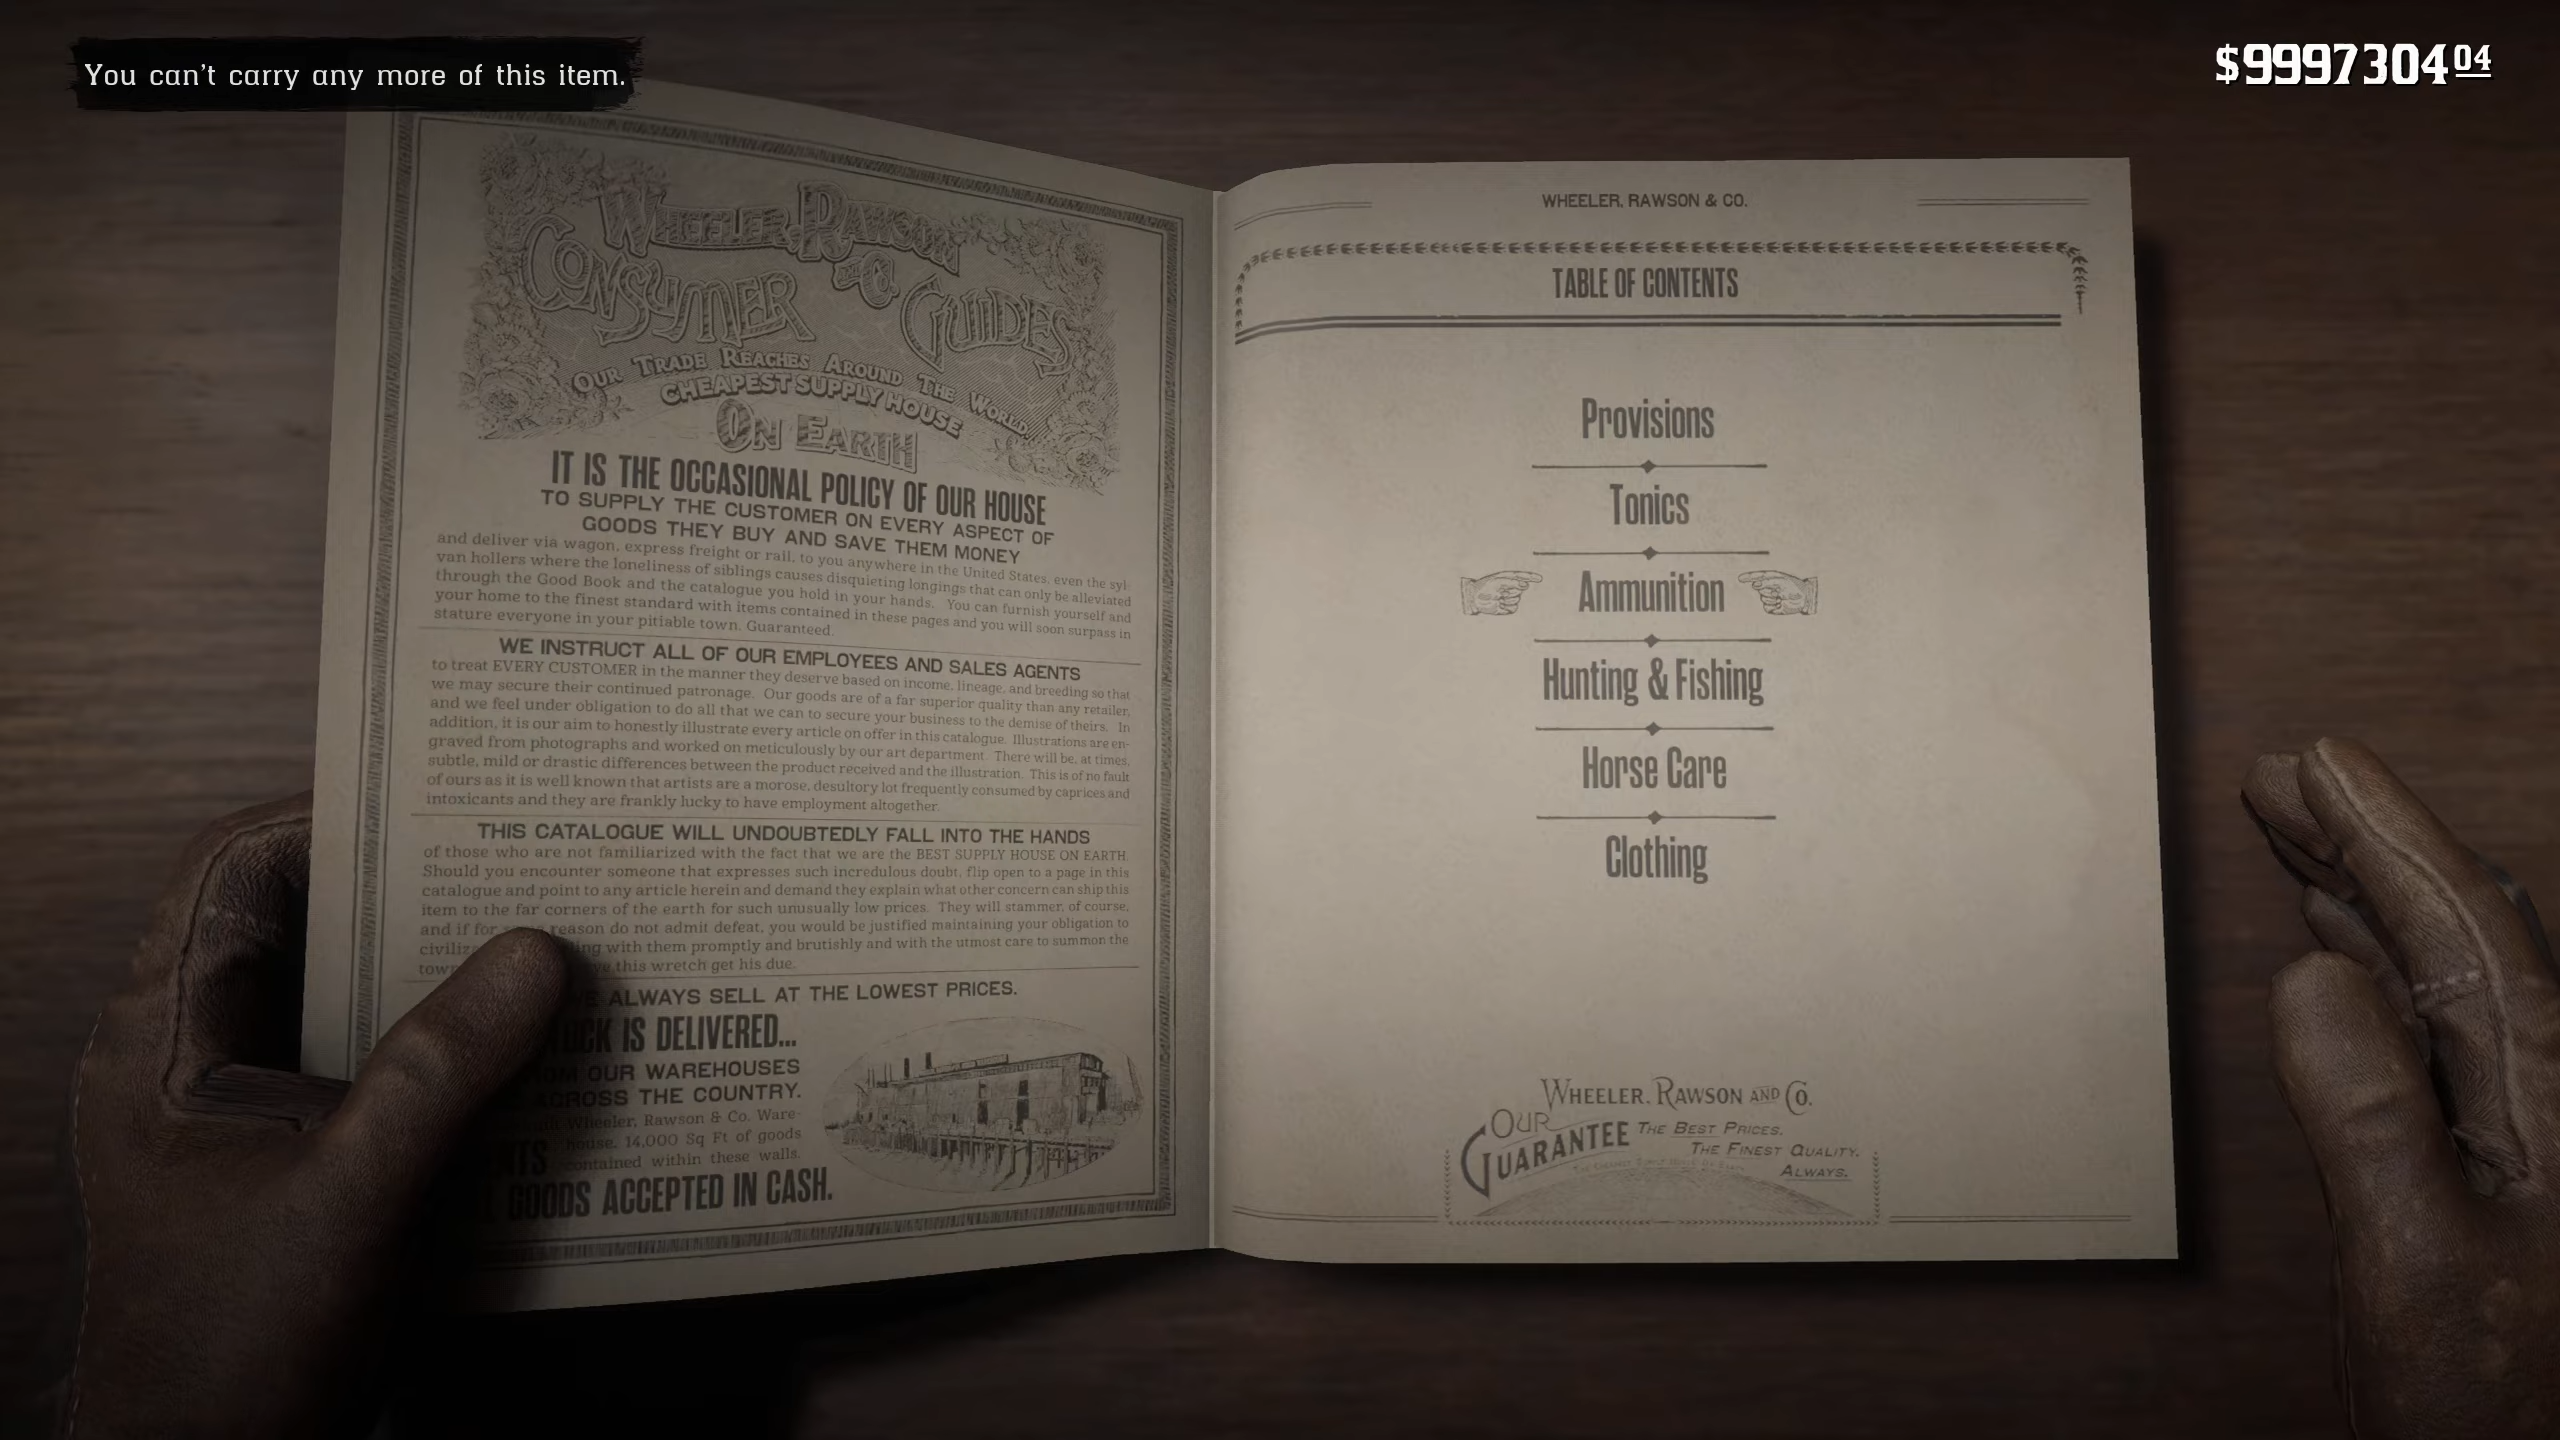 You can't carry any more of this item.
$9997304 04
WHEELER, RAWSON
AND Co.
CONSUMER GUIDES
OUR TRADE REACHES AROUND THE WORLD.
CHEAPEST SUPPLY HOUSE
ON EARTH
IT IS THE OCCASIONAL POLICY OF OUR HOUSE
TO SUPPLY THE CUSTOMER ON EVERY ASPECT OF
GOODS THEY BUY AND SAVE THEM MONEY
and deliver via wagon, express freight or rail, to you anywhere in the United States, even the syl-
van hollers where the loneliness of siblings causes disquieting longings that can only be alleviated
through the Good Book and the catalogue you hold in your hands. You can furnish yourself and
your home to the finest standard with items contained in these pages and you will soon surpass in
stature everyone in your pitiable town. Guaranteed.
WE INSTRUCT ALL OF OUR EMPLOYEES AND SALES AGENTS
to treat EVERY CUSTOMER in the manner they deserve based on income, lineage, and breeding so that
we may secure their continued patronage. Our goods are of a far superior quality than any retailer,
and we feel under obligation to do all that we can to secure your business to the demise of theirs. In
addition, it is our aim to honestly illustrate every article on offer in this catalogue. Illustrations are en-
graved from photographs and worked on meticulously by our art department. There will be, at times,
subtle, mild or drastic differences between the product received and the illustration. This is of no fault
of ours as it is well known that artists are a morose, desultory lot frequently consumed by caprices and
intoxicants and they are frankly lucky to have employment altogether.
THIS CATALOGUE WILL UNDOUBTEDLY FALL INTO THE HANDS
of those who are not familiarized with the fact that we are the BEST SUPPLY HOUSE ON EARTH.
Should you encounter someone that expresses such incredulous doubt, flip open to a page in this
catalogue and point to any article herein and demand they explain what other concern can ship this
item to the far corners of the earth for such unusually low prices. They will stammer, of course,
and if for reason do not admit defeat, you would be justified maintaining your obligation to
with them promptly and brutishly and with the utmost care to summon the
this wretch get his due.
ALWAYS SELL AT THE LOWEST PRICES.
IS DELIVERED...
OUR WAREHOUSES
ACROSS THE COUNTRY.
Wheeler, Rawson & Co. Ware-
house. 14,000 Sq Ft of goods
contained within these walls.
GOODS ACCEPTED IN CASH.
WHEELER, RAWSON & CO.
TABLE OF CONTENTS
Provisions
Tonics
Ammunition
Hunting & Fishing
Horse Care
Clothing
WHEELER, RAWSON AND Co.
OUR GUARANTEE
THE BEST PRICES.
THE FINEST QUALITY.
ALWAYS.